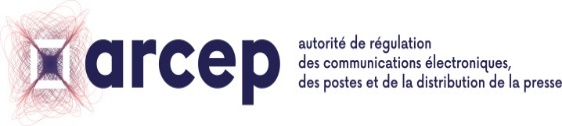 arcep
autorité de régulation
des communications électroniques,
des postes et de la distribution de la presse